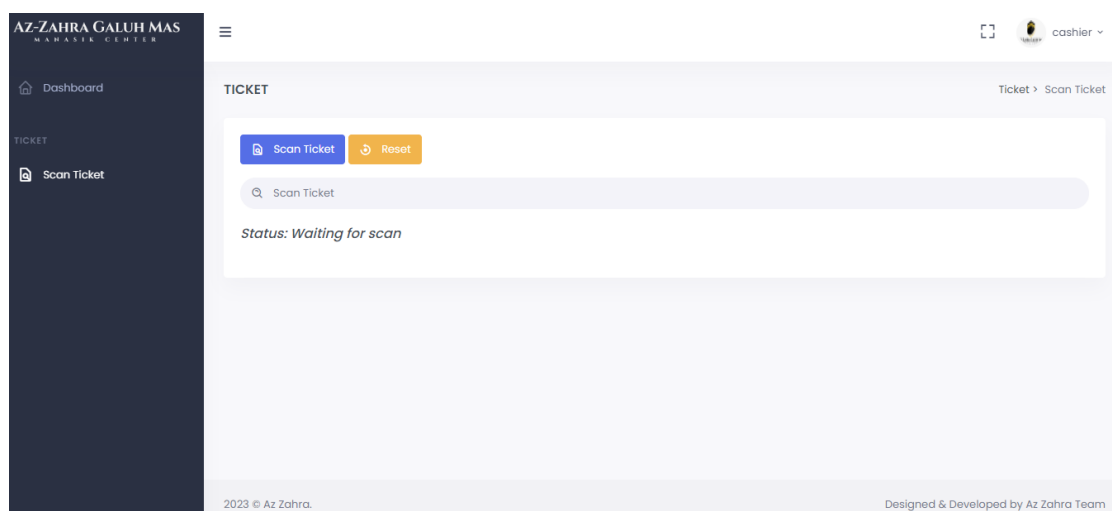 AZ-ZAHRA GALUH MAS
MANASIK CENTER
cashier
Dashboard
TICKET
Scan Ticket
TICKET
Ticket > Scan Ticket
Scan Ticket
Reset
Scan Ticket
Status: Waiting for scan
2023 © Az Zahra.
Designed & Developed by Az Zahra Team